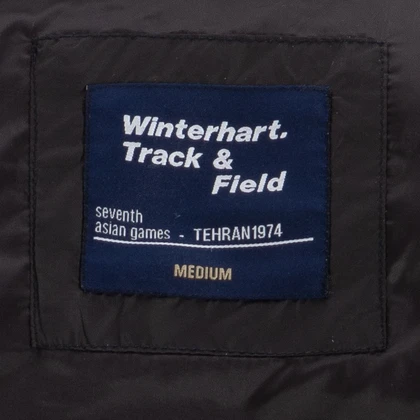 Winterhart.
Track &
Field
seventh
asian games - TEHRAN1974
MEDIUM